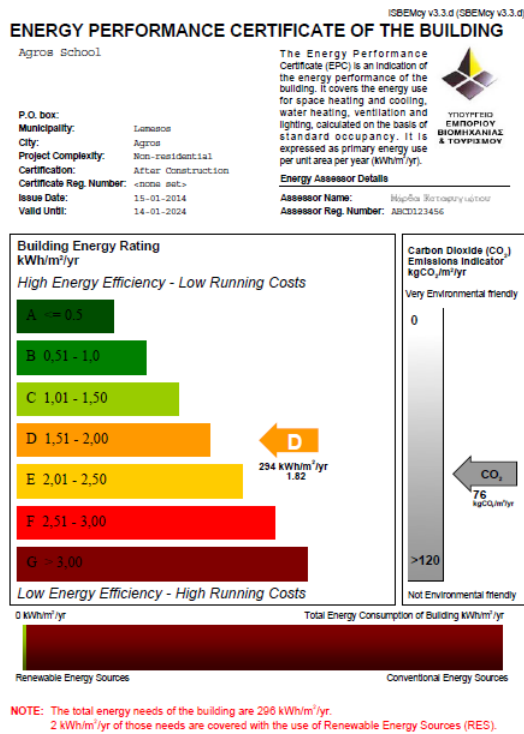 iSBEMcy v3.3.d (SBEMcy v3.3.d)
ENERGY PERFORMANCE CERTIFICATE OF THE BUILDING
Agros School
The Energy Performance
Certificate (EPC) is an indication of
the energy performance of the
building. It covers the energy use
for space heating and cooling,
water heating, ventilation and
lighting, calculated on the basis of
standard occupancy. It is
expressed as primary energy use
per unit area per year (kWh/m²/yr).
ΥΠΟΥΡΓΕΙΟ
ΕΜΠΟΡΙΟΥ
ΒΙΟΜΗΧΑΝΙΑΣ
& ΤΟΥΡΙΣΜΟΥ
P.O. box:
Municipality: Lemesos
City: Agros
Project Complexity: Non-residential
Certification: After Construction
Certificate Reg. Number: <none set>
Issue Date: 15-01-2014
Valid Until: 14-01-2024
Energy Assessor Details
Assessor Name:
Assessor Reg. Number: ABCD123456
Building Energy Rating
kWh/m²/yr
High Energy Efficiency - Low Running Costs
A <= 0.5
B 0,51 - 1,0
C 1,01 - 1,50
D 1,51 - 2,00
E 2,01 - 2,50
F 2,51 - 3,00
G > 3,00
D
294 kWh/m²/yr
1.82
Low Energy Efficiency - High Running Costs
Carbon Dioxide (CO₂)
Emissions Indicator
kgCO₂/m²/yr
Very Environmental friendly
0
CO₂
76
kgCO₂/m²/yr
>120
Not Environmental friendly
0 kWh/m²/yr
Total Energy Consumption of Building kWh/m²/yr
Renewable Energy Sources
Conventional Energy Sources
NOTE: The total energy needs of the building are 296 kWh/m²/yr.
2 kWh/m²/yr of those needs are covered with the use of Renewable Energy Sources (RES).